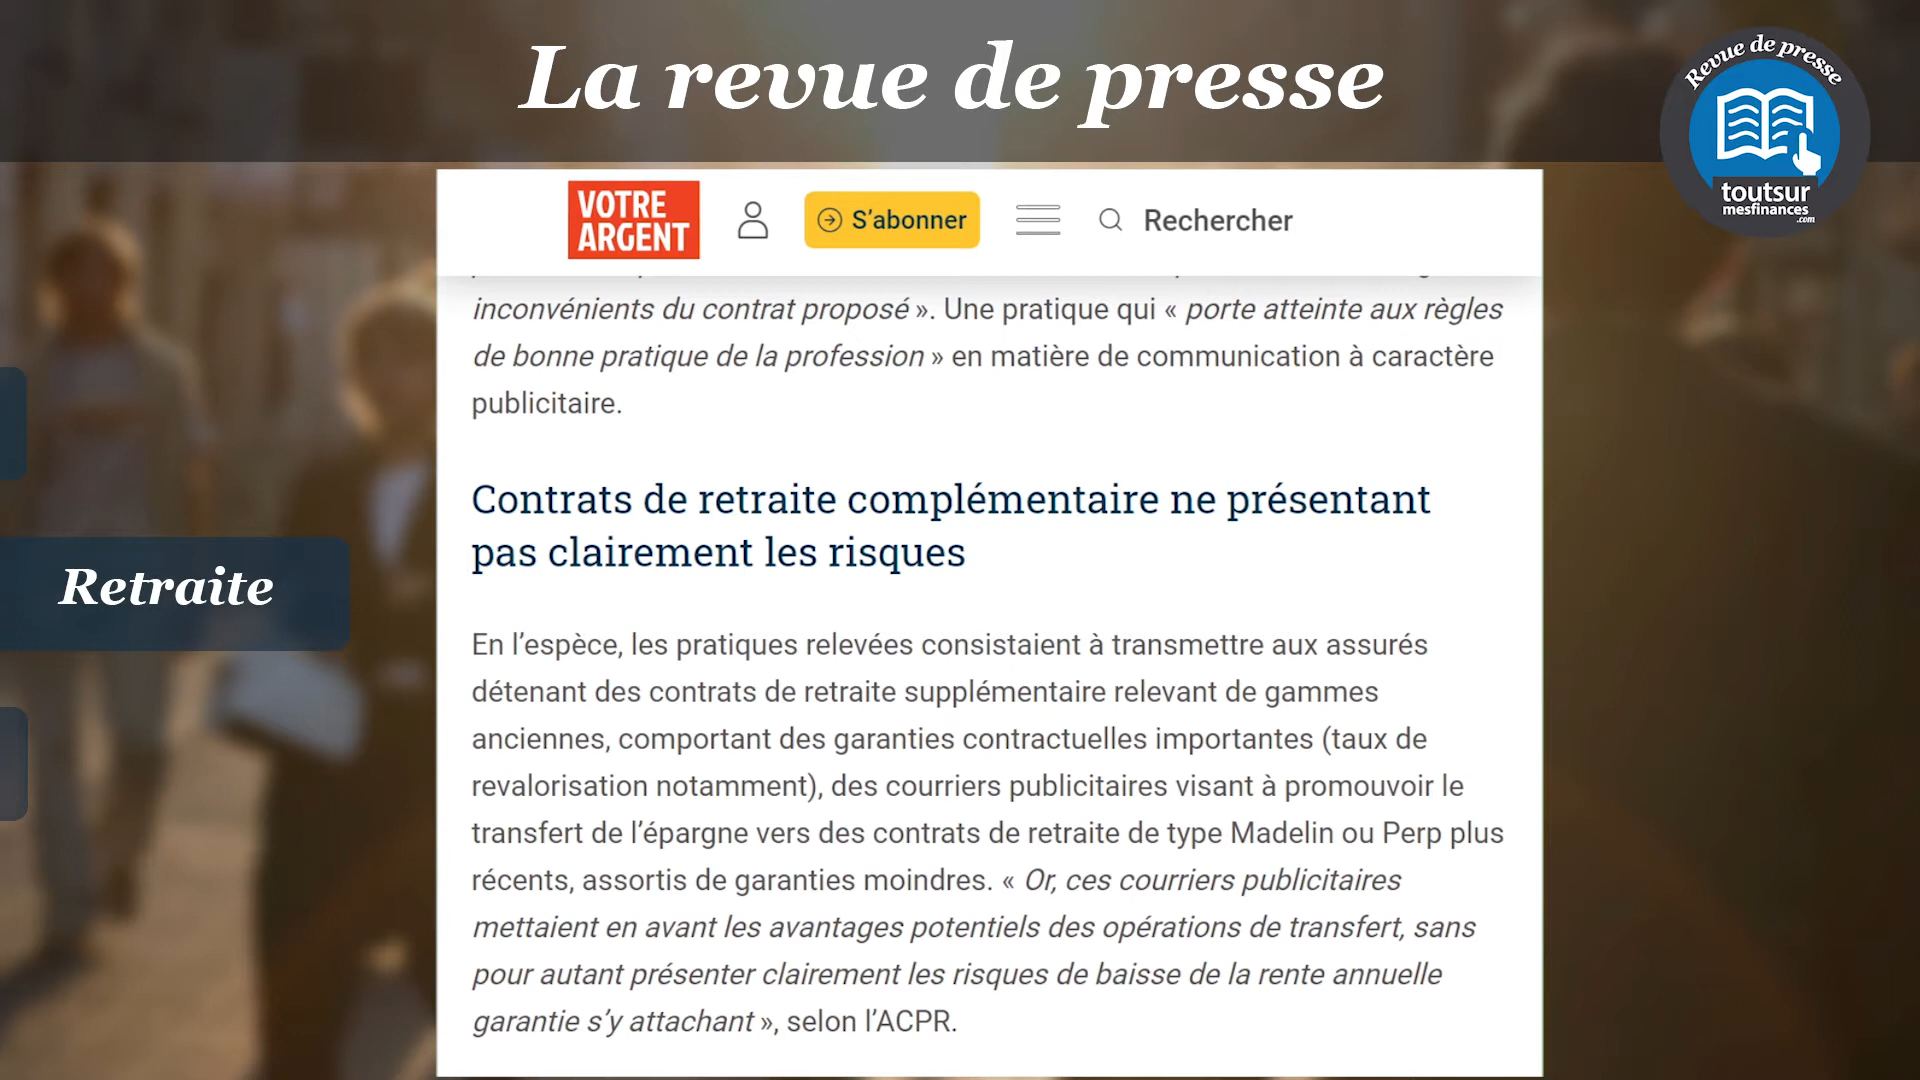 La revue de presse
Revue de presse
toutsur
mesfinances
.com
VOTRE
ARGENT
S’abonner
Rechercher
inconvénients du contrat proposé ». Une pratique qui « porte atteinte aux règles
de bonne pratique de la profession » en matière de communication à caractère
publicitaire.
Contrats de retraite complémentaire ne présentant
pas clairement les risques
Retraite
En l’espèce, les pratiques relevées consistaient à transmettre aux assurés
détenant des contrats de retraite supplémentaire relevant de gammes
anciennes, comportant des garanties contractuelles importantes (taux de
revalorisation notamment), des courriers publicitaires visant à promouvoir le
transfert de l’épargne vers des contrats de retraite de type Madelin ou Perp plus
récents, assortis de garanties moindres. « Or, ces courriers publicitaires
mettaient en avant les avantages potentiels des opérations de transfert, sans
pour autant présenter clairement les risques de baisse de la rente annuelle
garantie s’y attachant », selon l’ACPR.